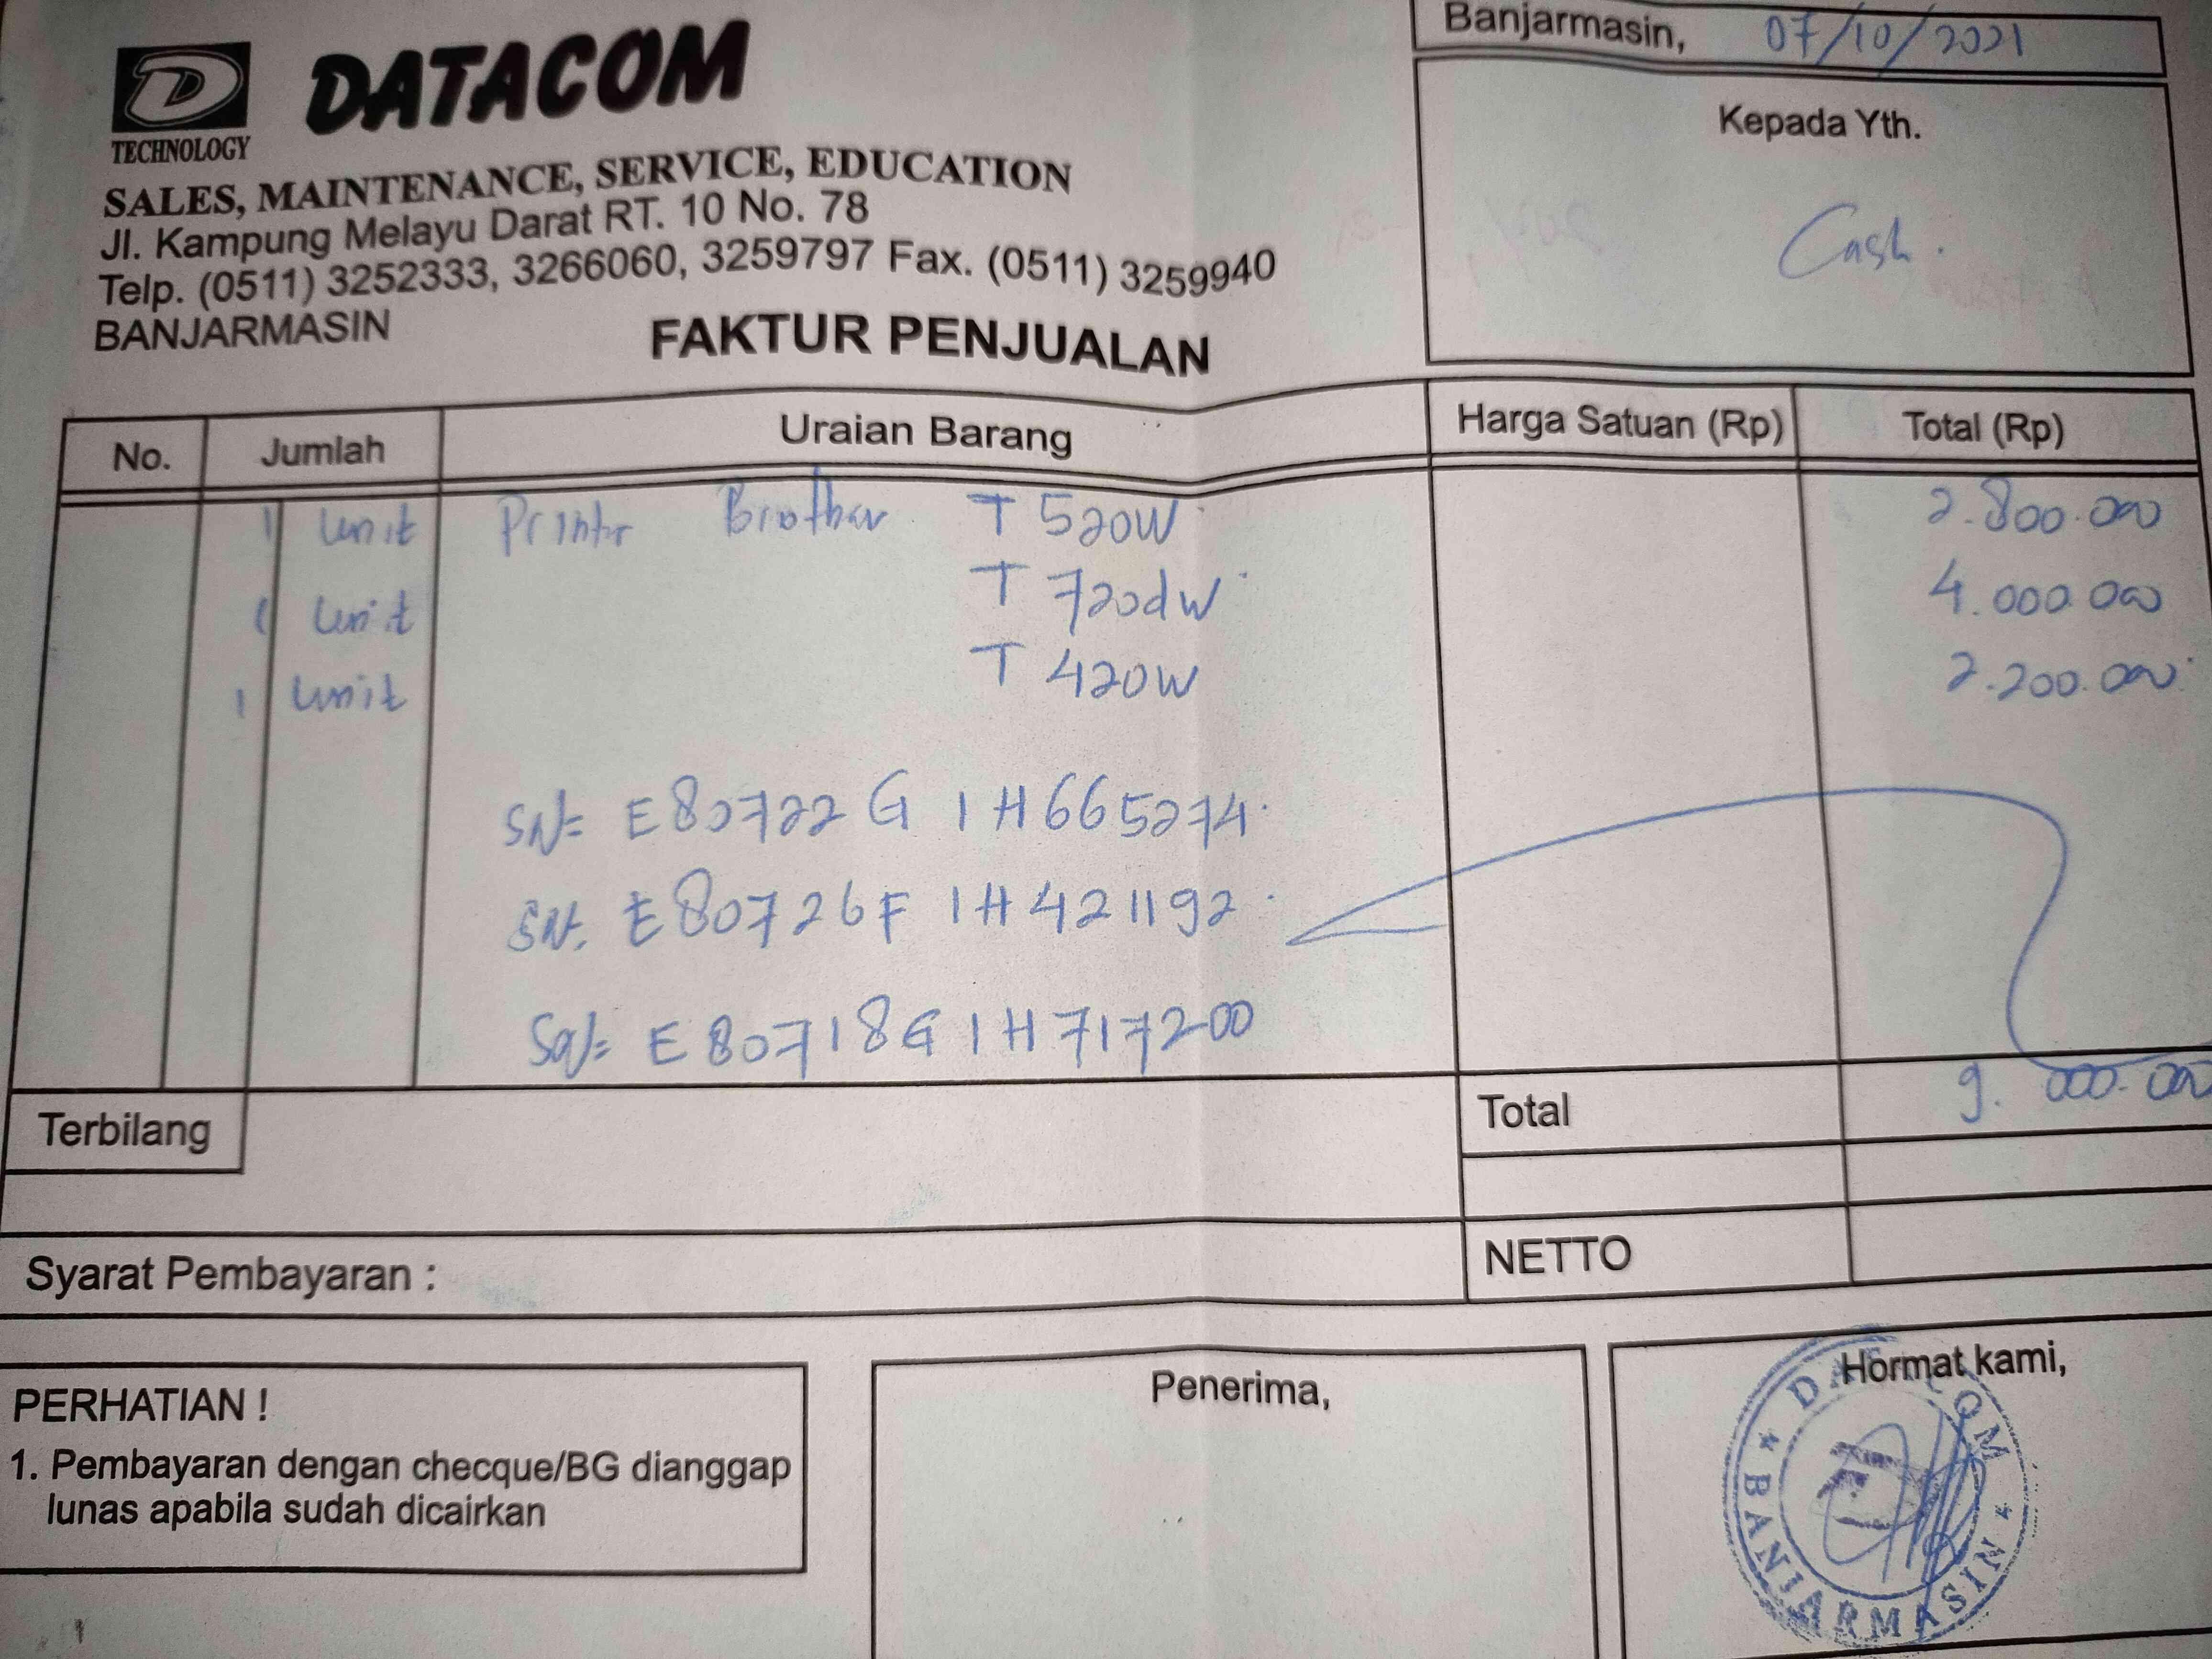 D
TECHNOLOGY
DATACOM
SALES, MAINTENANCE, SERVICE, EDUCATION
Jl. Kampung Melayu Darat RT. 10 No. 78
Telp. (0511) 3252333, 3266060, 3259797 Fax. (0511) 3259940
BANJARMASIN
FAKTUR PENJUALAN
Banjarmasin, 07/10/2021
Kepada Yth.
Cash.
No. Jumlah Uraian Barang Harga Satuan (Rp) Total (Rp)
1 unit Printer Brother T 520W 2.800.000
1 unit T 720dw 4.000.000
1 unit T 420W 2.200.000
SN= E80722G1H665274
SN. E80726F1H421192
SN= E80718G1H717200
Terbilang
Total 9.000.000
Syarat Pembayaran :
NETTO
PERHATIAN !
1. Pembayaran dengan checque/BG dianggap
lunas apabila sudah dicairkan
Penerima,
Hormat kami,
DATACOM
BANJARMASIN